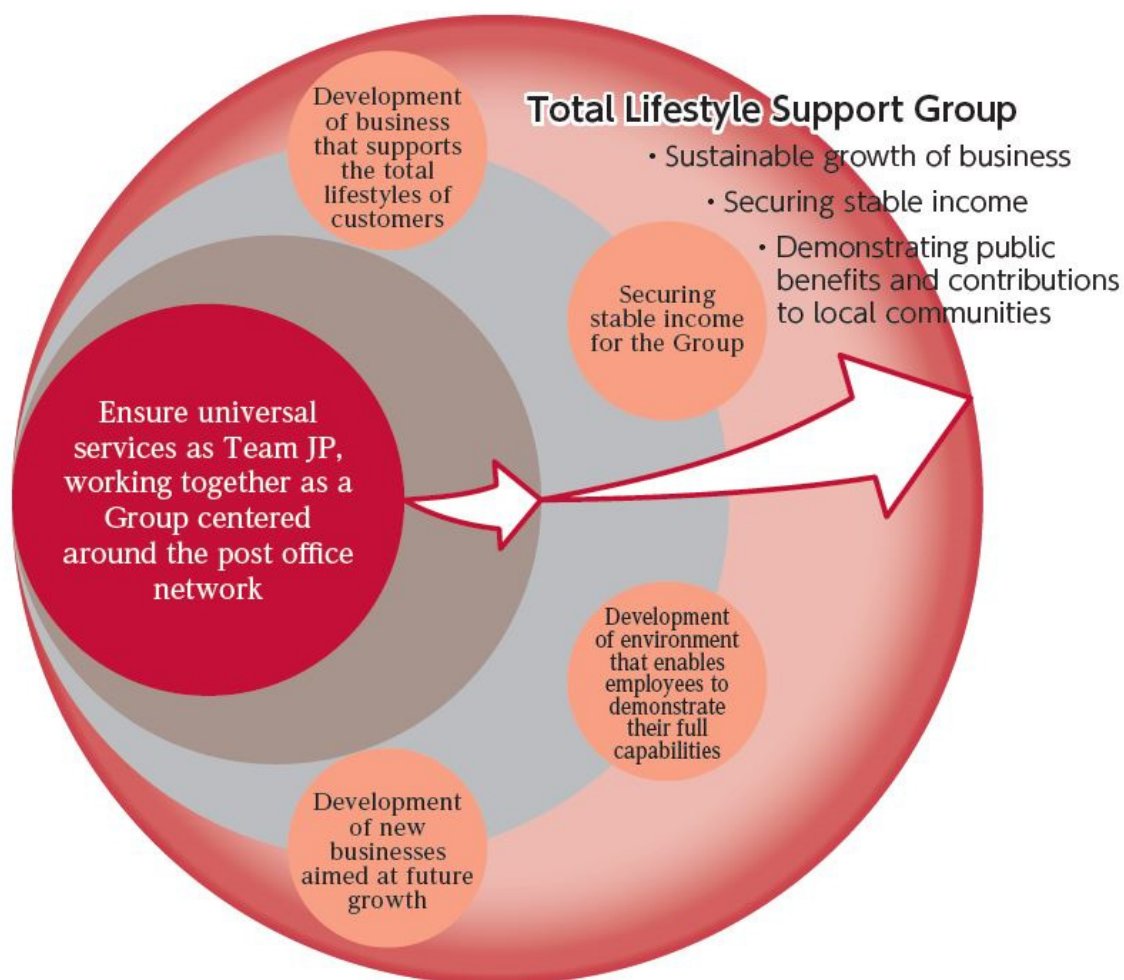 Development
of business
that supports
the total
lifestyles of
customers
Total Lifestyle Support Group
・Sustainable growth of business
・Securing stable income
・Demonstrating public
benefits and contributions
to local communities
Securing
stable income
for the Group
Ensure universal
services as Team JP,
working together as a
Group centered
around the post office
network
Development
of environment
that enables
employees to
demonstrate
their full
capabilities
Development
of new
businesses
aimed at future
growth